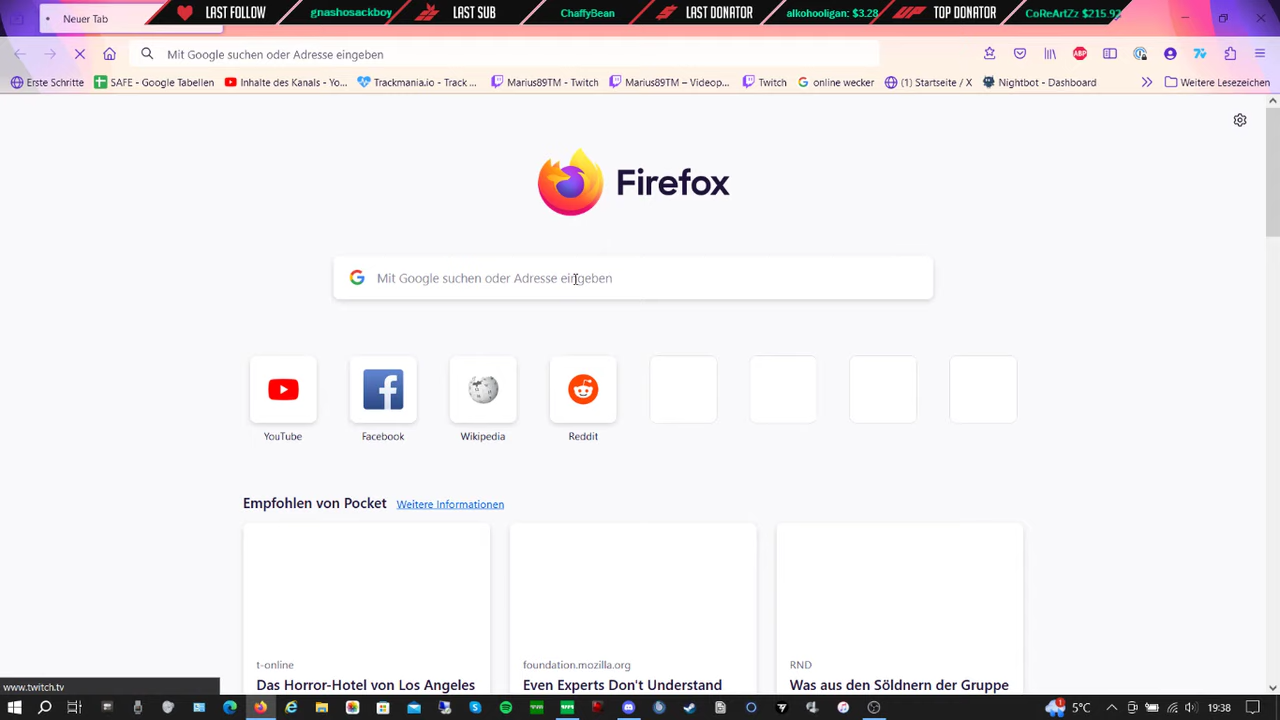 Neuer Tab
LAST FOLLOW gnashosackboy LAST SUB ChaffyBean LAST DONATOR alkohooligan: $3.28 TOP DONATOR CoReArtZz $215.92
Mit Google suchen oder Adresse eingeben
ABP
Erste Schritte SAFE - Google Tabellen Inhalte des Kanals - Yo... Trackmania.io - Track ... Marius89TM - Twitch Marius89TM – Videop... Twitch online wecker (1) Startseite / X Nightbot - Dashboard Weitere Lesezeichen
Firefox
Mit Google suchen oder Adresse eingeben
YouTube Facebook Wikipedia Reddit
Empfohlen von Pocket Weitere Informationen
t-online foundation.mozilla.org RND
Das Horror-Hotel von Los Angeles Even Experts Don't Understand Was aus den Söldnern der Gruppe
www.twitch.tv
5°C 19:38